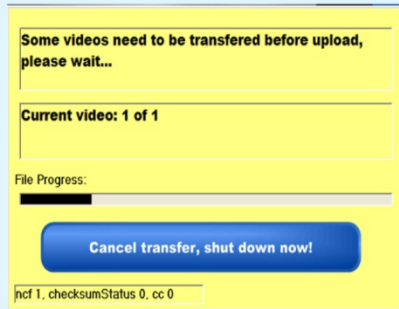 Some videos need to be transfered before upload,
please wait...
Current video: 1 of 1
File Progress:
Cancel transfer, shut down now!
ncf 1, checksumStatus 0, cc 0